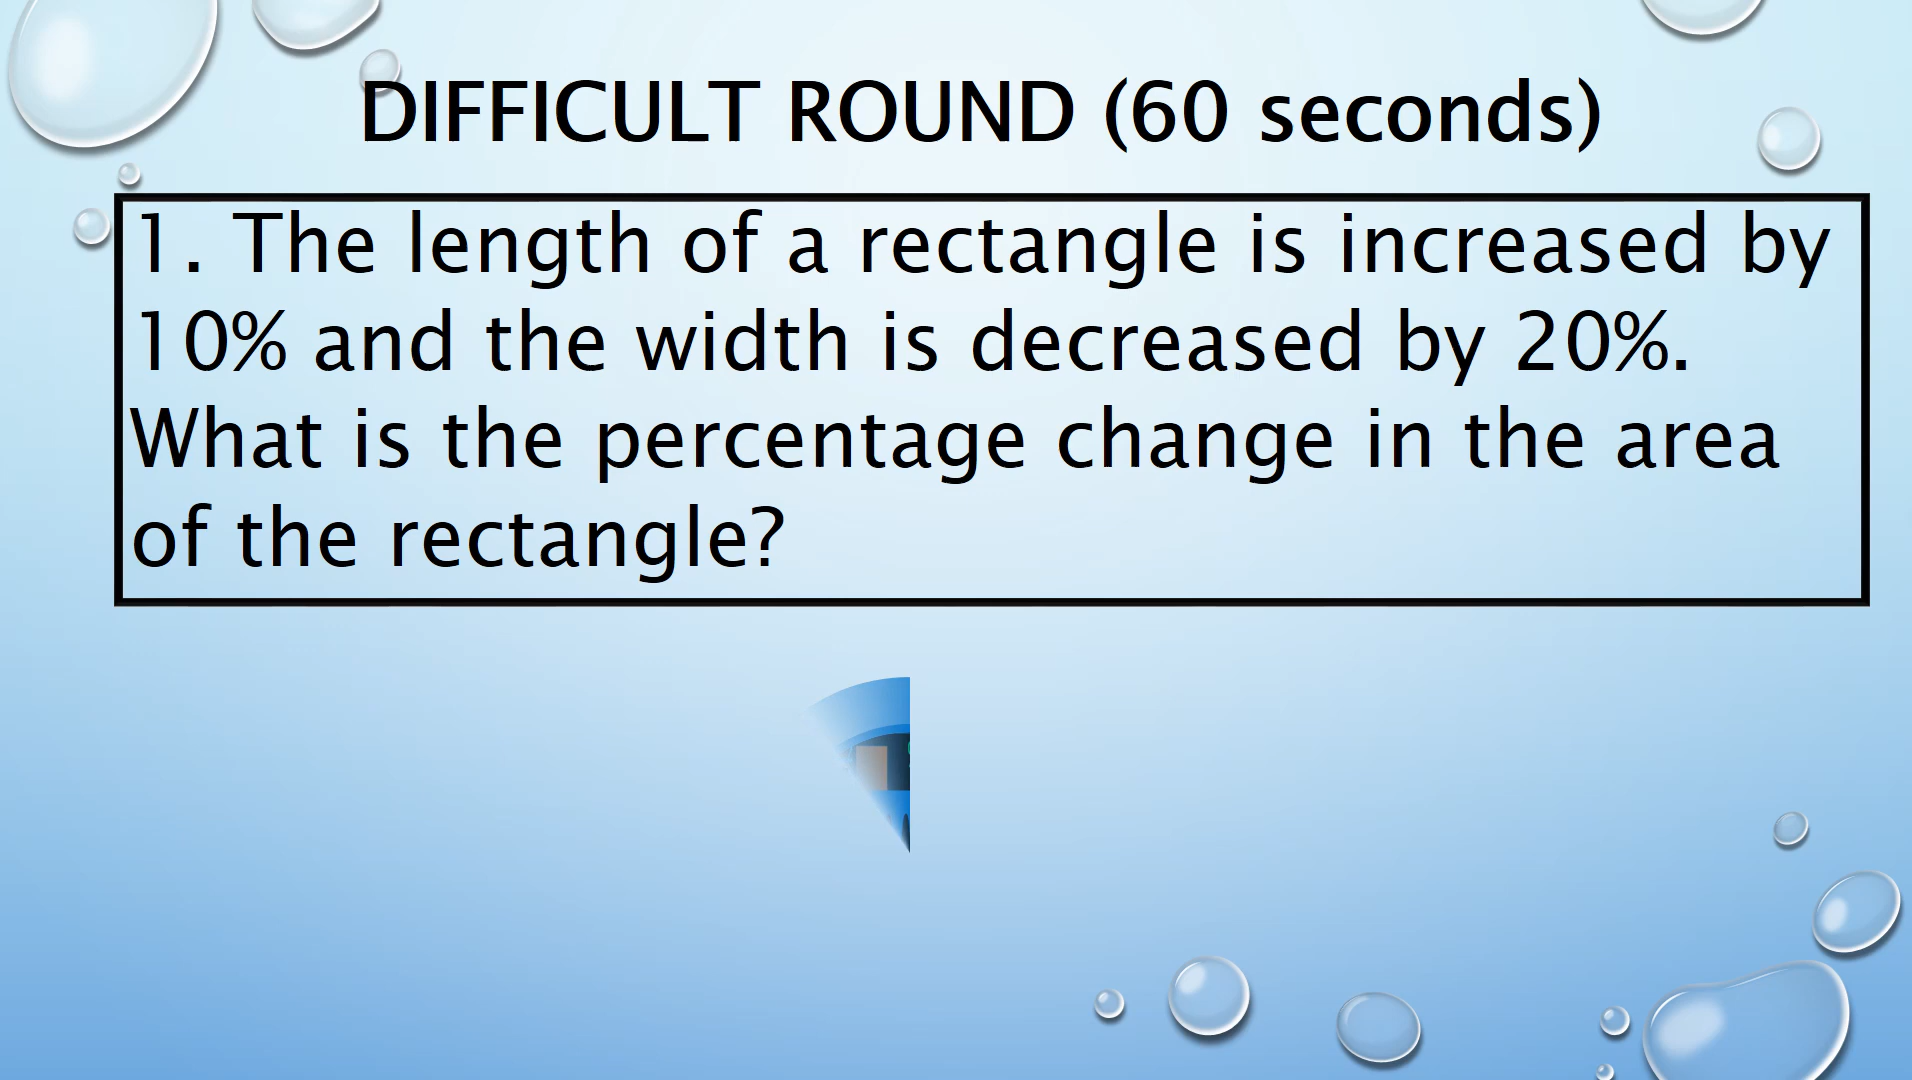 DIFFICULT ROUND (60 seconds)
1. The length of a rectangle is increased by
10% and the width is decreased by 20%.
What is the percentage change in the area
of the rectangle?